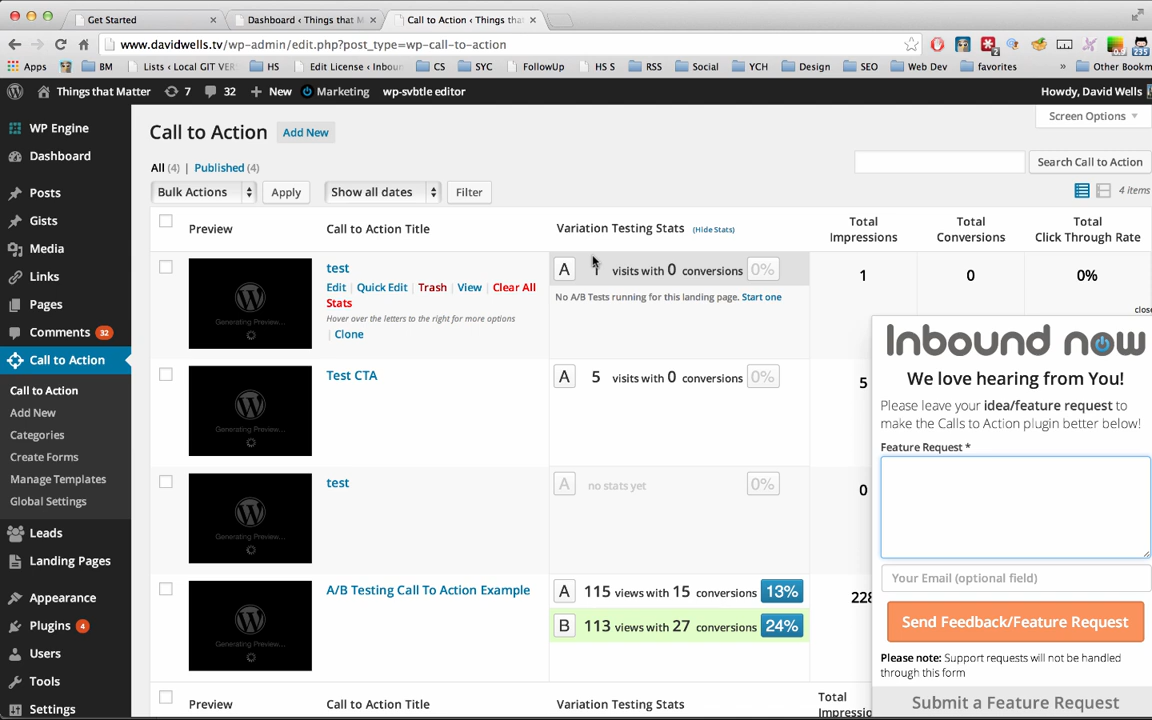 Get Started
Dashboard ‹ Things that M
Call to Action ‹ Things that
www.davidwells.tv/wp-admin/edit.php?post_type=wp-call-to-action
Apps
BM
Lists ‹ Local GIT VER
HS
Edit License ‹ Inboun
CS
SYC
FollowUp
HS S
RSS
Social
YCH
Design
SEO
Web Dev
favorites
»
Other Bookm
Things that Matter
7
32
+ New
Marketing
wp-svbtle editor
Howdy, David Wells
WP Engine
Dashboard
Posts
Gists
Media
Links
Pages
Comments 32
Call to Action
Call to Action
Add New
Categories
Create Forms
Manage Templates
Global Settings
Leads
Landing Pages
Appearance
Plugins 4
Users
Tools
Settings
Screen Options
Call to Action Add New
All (4) | Published (4)
Search Call to Action
Bulk Actions Apply Show all dates Filter
4 items
Preview Call to Action Title Variation Testing Stats (Hide Stats) Total Impressions Total Conversions Total Click Through Rate
Generating Preview...
test
Edit | Quick Edit | Trash | View | Clear All
Stats
Hover over the letters to the right for more options
| Clone
A 1 visits with 0 conversions 0%
No A/B Tests running for this landing page. Start one
1 0 0%
Generating Preview...
Test CTA
A 5 visits with 0 conversions 0%
5
Generating Preview...
test
A no stats yet 0%
0
Generating Preview...
A/B Testing Call To Action Example
A 115 views with 15 conversions 13%
B 113 views with 27 conversions 24%
228
Preview Call to Action Title Variation Testing Stats Total
Impressio
close
Inbound now
We love hearing from You!
Please leave your idea/feature request to
make the Calls to Action plugin better below!
Feature Request *
Your Email (optional field)
Send Feedback/Feature Request
Please note: Support requests will not be handled
through this form
Submit a Feature Request